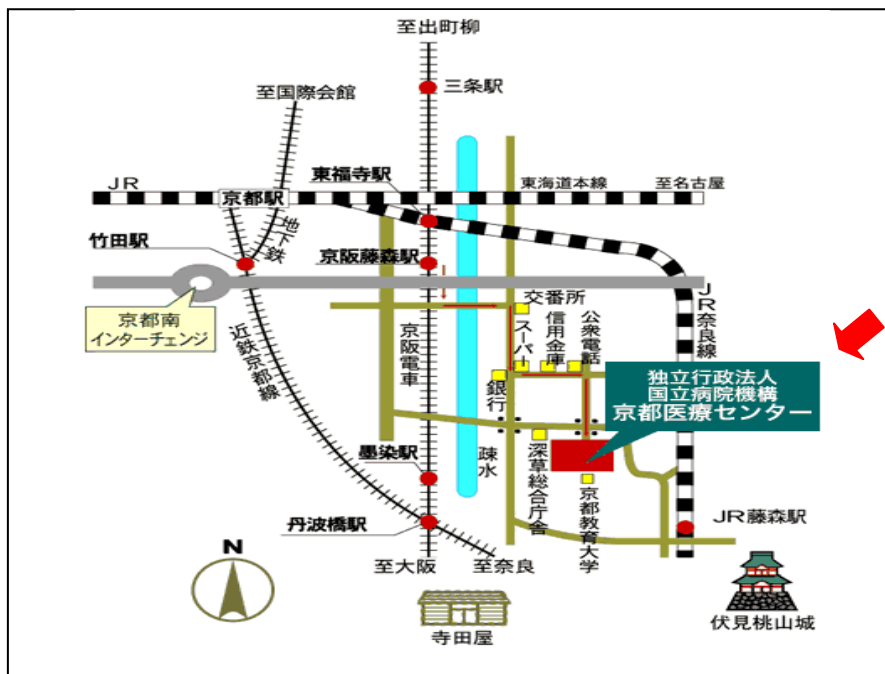 至出町柳
三条駅
至国際会館
東福寺駅
JR
東海道本線
至名古屋
京都駅
地下鉄
竹田駅
京阪藤森駅
JR奈良線
交番所
京都南
インターチェンジ
スーパー
信用金庫
公衆電話
近鉄京都線
京阪電車
銀行
独立行政法人
国立病院機構
京都医療センター
墨染駅
疎水
深草総合庁舎
京都教育大学
丹波橋駅
JR藤森駅
N
至大阪
至奈良
寺田屋
伏見桃山城